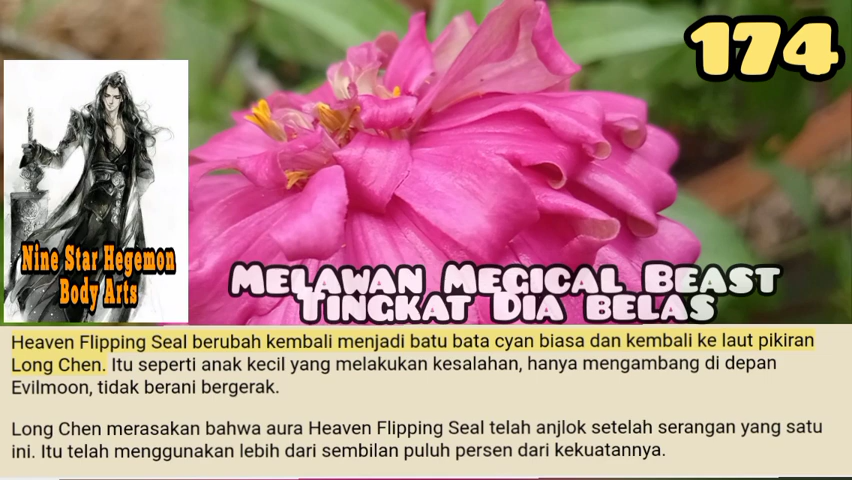 174
Nine Star Hegemon
Body Arts
Melawan Megical Beast
Tingkat Dia belas
Heaven Flipping Seal berubah kembali menjadi batu bata cyan biasa dan kembali ke laut pikiran
Long Chen. Itu seperti anak kecil yang melakukan kesalahan, hanya mengambang di depan
Evilmoon, tidak berani bergerak.
Long Chen merasakan bahwa aura Heaven Flipping Seal telah anjlok setelah serangan yang satu
ini. Itu telah menggunakan lebih dari sembilan puluh persen dari kekuatannya.